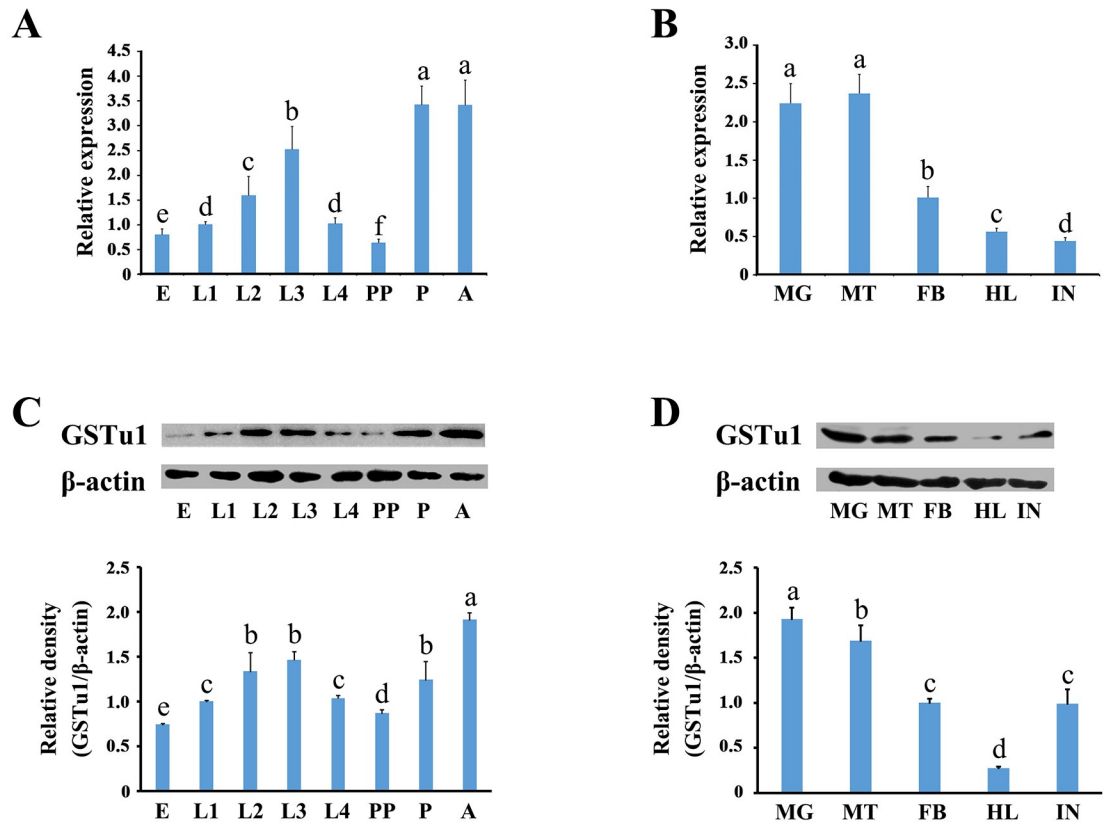 A
Relative expression
4.5
4.0
3.5
3.0
2.5
2.0
1.5
1.0
0.5
0
e d c b d f a a
E L1 L2 L3 L4 PP P A
B
Relative expression
3.0
2.5
2.0
1.5
1.0
0.5
0
a a b c d
MG MT FB HL IN
C
GSTu1
β-actin
E L1 L2 L3 L4 PP P A
Relative density
(GSTu1/β-actin)
2.5
2.0
1.5
1.0
0.5
0
e c b b c d b a
E L1 L2 L3 L4 PP P A
D
GSTu1
β-actin
MG MT FB HL IN
Relative density
(GSTu1/β-actin)
2.5
2.0
1.5
1.0
0.5
0
a b c d c
MG MT FB HL IN